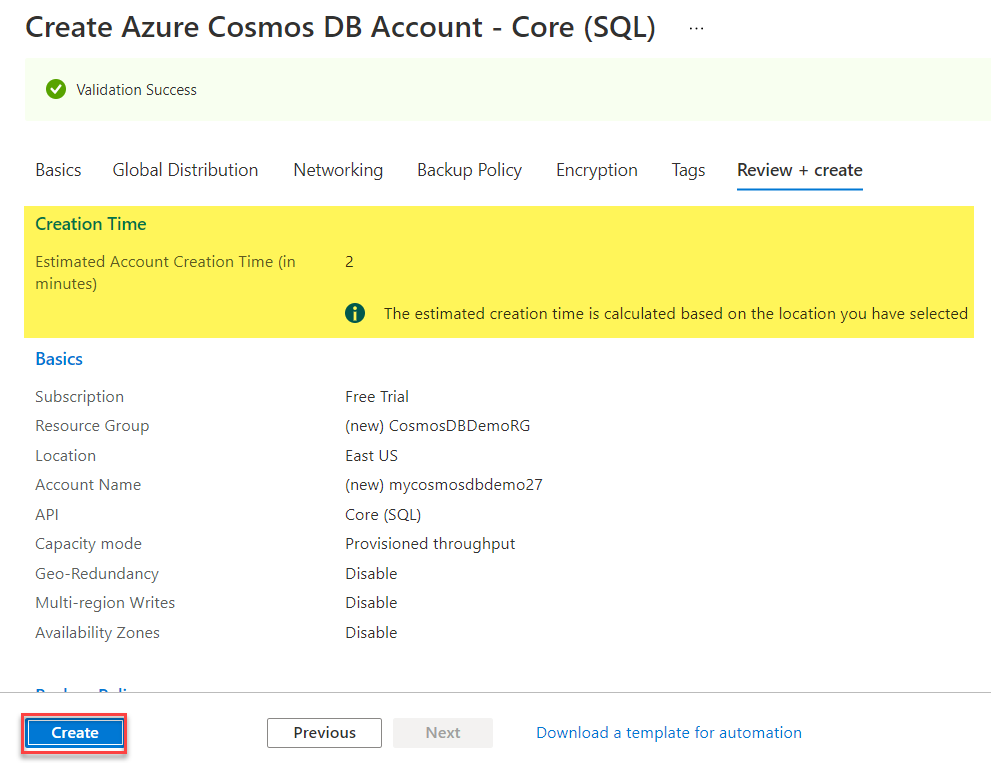 Create Azure Cosmos DB Account - Core (SQL) ...
Validation Success
Basics Global Distribution Networking Backup Policy Encryption Tags Review + create
Creation Time
Estimated Account Creation Time (in 2
minutes)
The estimated creation time is calculated based on the location you have selected
Basics
Subscription Free Trial
Resource Group (new) CosmosDBDemoRG
Location East US
Account Name (new) mycosmosdbdemo27
API Core (SQL)
Capacity mode Provisioned throughput
Geo-Redundancy Disable
Multi-region Writes Disable
Availability Zones Disable
Create Previous Next Download a template for automation